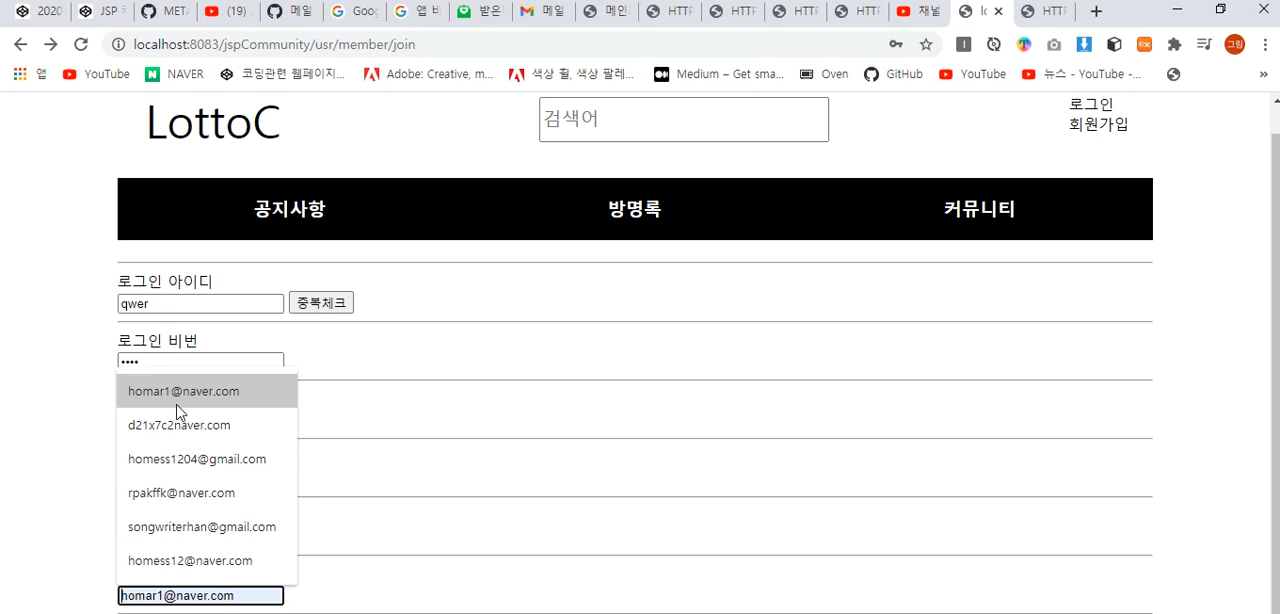 2020
JSP
META
(19)
메일
Goog
앱 비
받은
메일
메인
HTTP
HTTP
HTTP
HTTP
채널
HTTP
localhost:8083/jspCommunity/usr/member/join
그림
앱 YouTube NAVER 코딩관련 웹페이지... Adobe: Creative, m... 색상 휠, 색상 팔레... Medium – Get sma... Oven GitHub YouTube 뉴스 - YouTube -... »
LottoC
검색어
로그인
회원가입
공지사항 방명록 커뮤니티
로그인 아이디
qwer 중복체크
로그인 비번
••••
homar1@naver.com
d21x7c2naver.com
homess1204@gmail.com
rpakffk@naver.com
songwriterhan@gmail.com
homess12@naver.com
homar1@naver.com